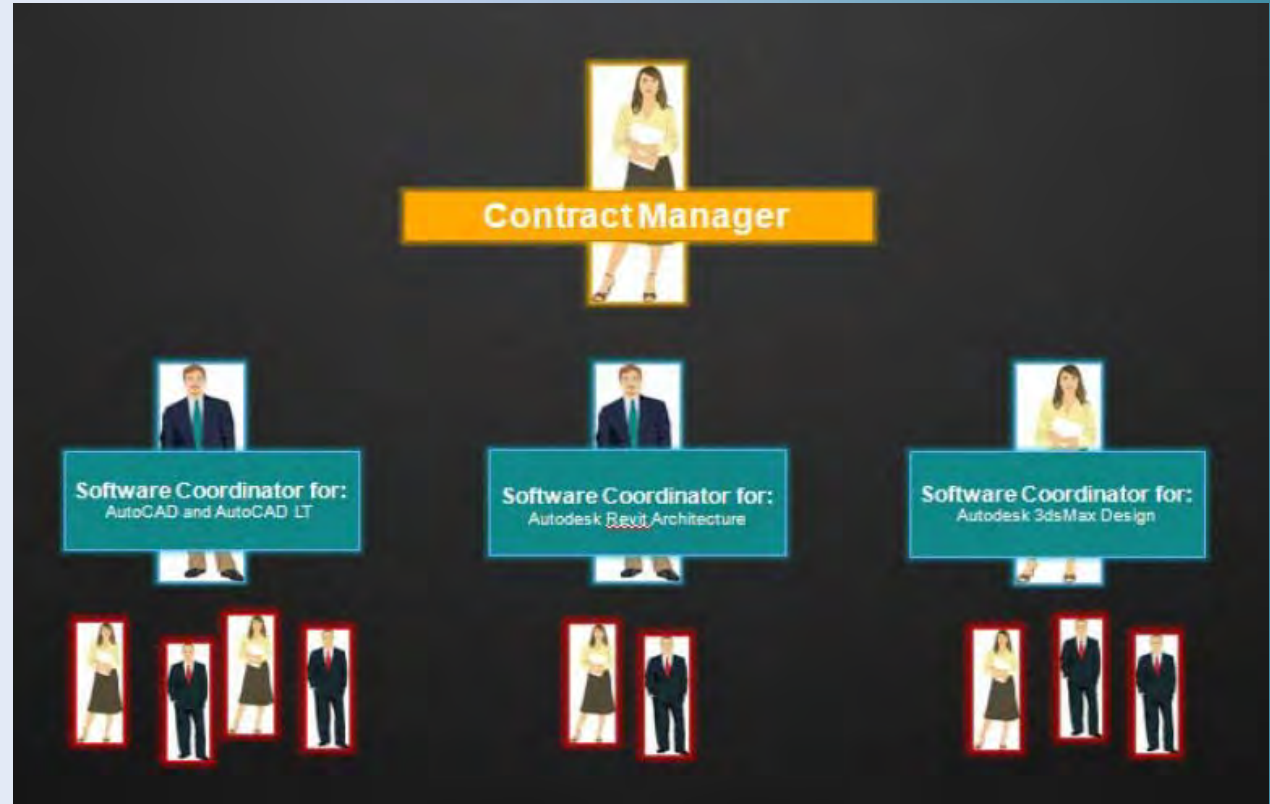 Contract Manager
Software Coordinator for:
AutoCAD and AutoCAD LT
Software Coordinator for:
Autodesk Revit Architecture
Software Coordinator for:
Autodesk 3dsMax Design